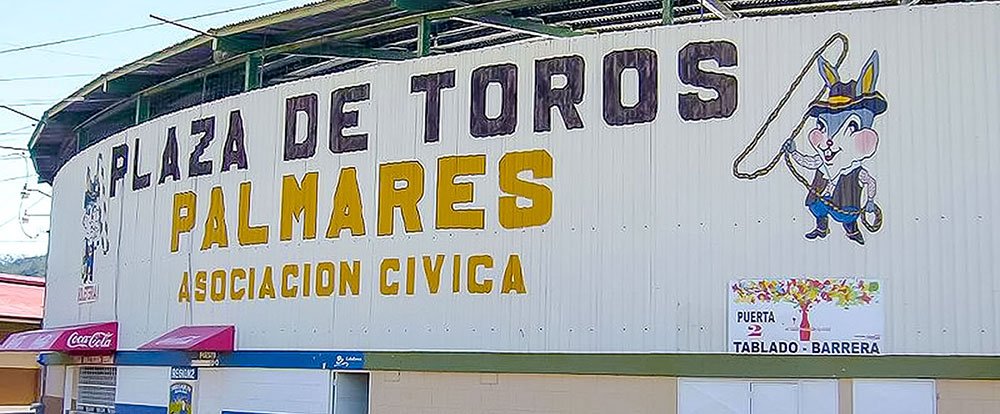 PLAZA DE TOROS
PALMARES
ASOCIACION CIVICA
PUERTA
2
TABLADO - BARRERA
Coca-Cola